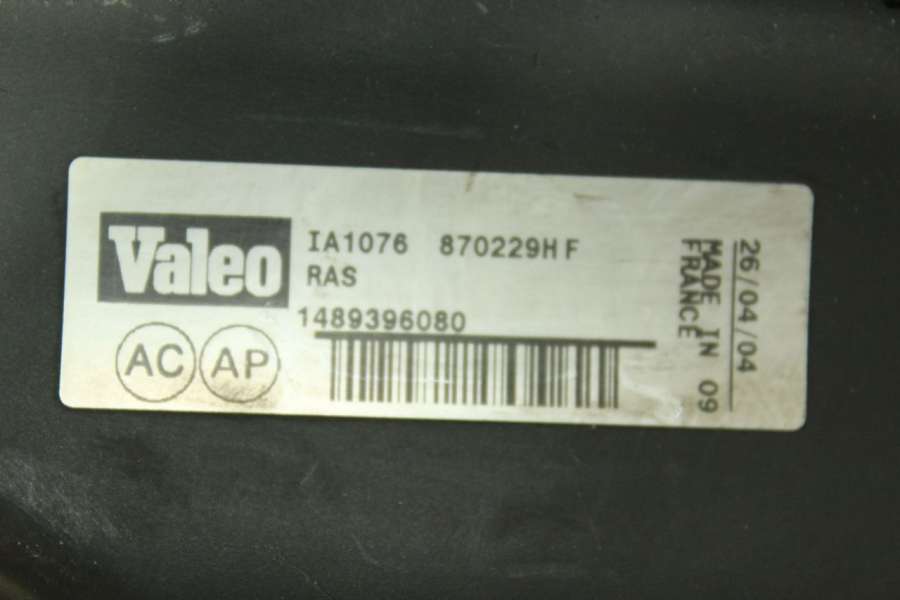 Valeo
IA1076 870229HF
RAS
1489396080
AC AP
26/04/04
MADE IN 09
FRANCE